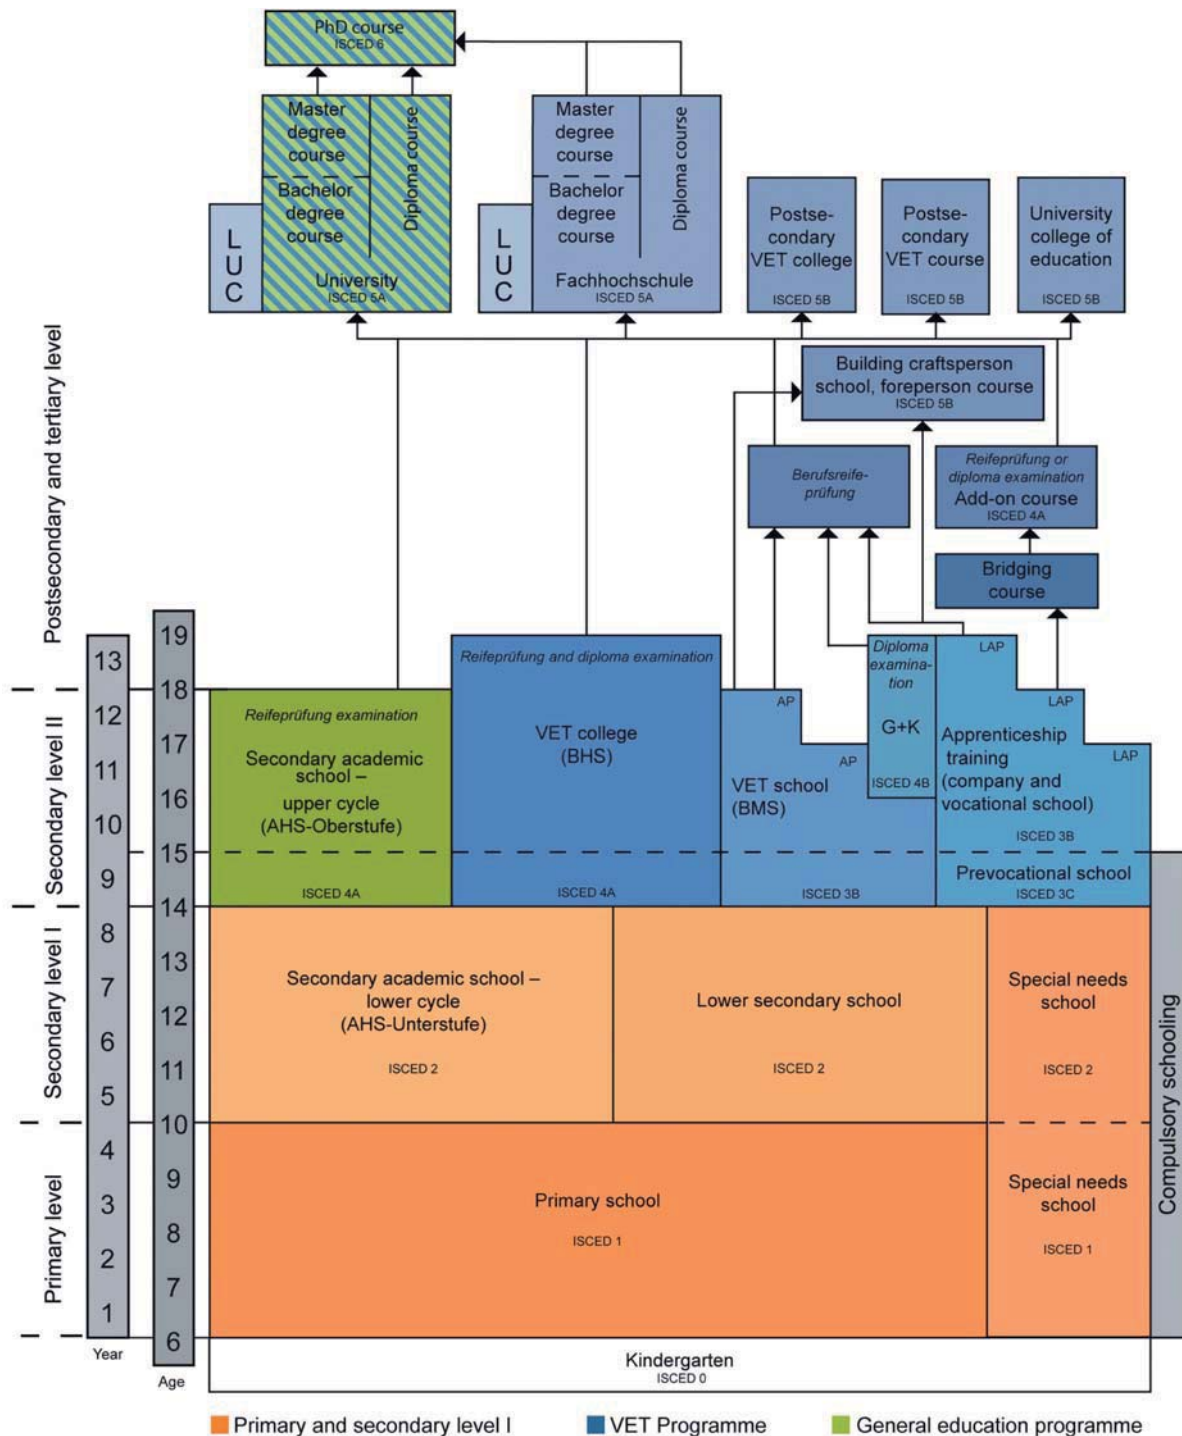 PhD course
ISCED 6
Master
degree
course
Bachelor
degree
course
Diploma course
University
ISCED 5A
L
U
C
Master
degree
course
Bachelor
degree
course
Diploma course
Fachhochschule
ISCED 5A
L
U
C
Postse-
condary
VET college
ISCED 5B
Postse-
condary
VET course
ISCED 5B
University
college of
education
ISCED 5B
Building craftsperson
school, foreperson course
ISCED 5B
Berufsreife-
prüfung
Reifeprüfung or
diploma examination
Add-on course
ISCED 4A
Bridging
course
Postsecondary and tertiary level
Secondary level II
Secondary level I
Primary level
13
12
11
10
9
8
7
6
5
4
3
2
1
Year
19
18
17
16
15
14
13
12
11
10
9
8
7
6
Age
Reifeprüfung examination
Secondary academic
school –
upper cycle
(AHS-Oberstufe)
ISCED 4A
Reifeprüfung and diploma examination
VET college
(BHS)
ISCED 4A
AP
AP
VET school
(BMS)
ISCED 3B
Diploma
examina-
tion
G+K
ISCED 4B
LAP
LAP
LAP
Apprenticeship
training
(company and
vocational school)
ISCED 3B
Prevocational school
ISCED 3C
Secondary academic school –
lower cycle
(AHS-Unterstufe)
ISCED 2
Lower secondary school
ISCED 2
Special needs
school
ISCED 2
Primary school
ISCED 1
Special needs
school
ISCED 1
Compulsory schooling
Kindergarten
ISCED 0
Primary and secondary level I
VET Programme
General education programme